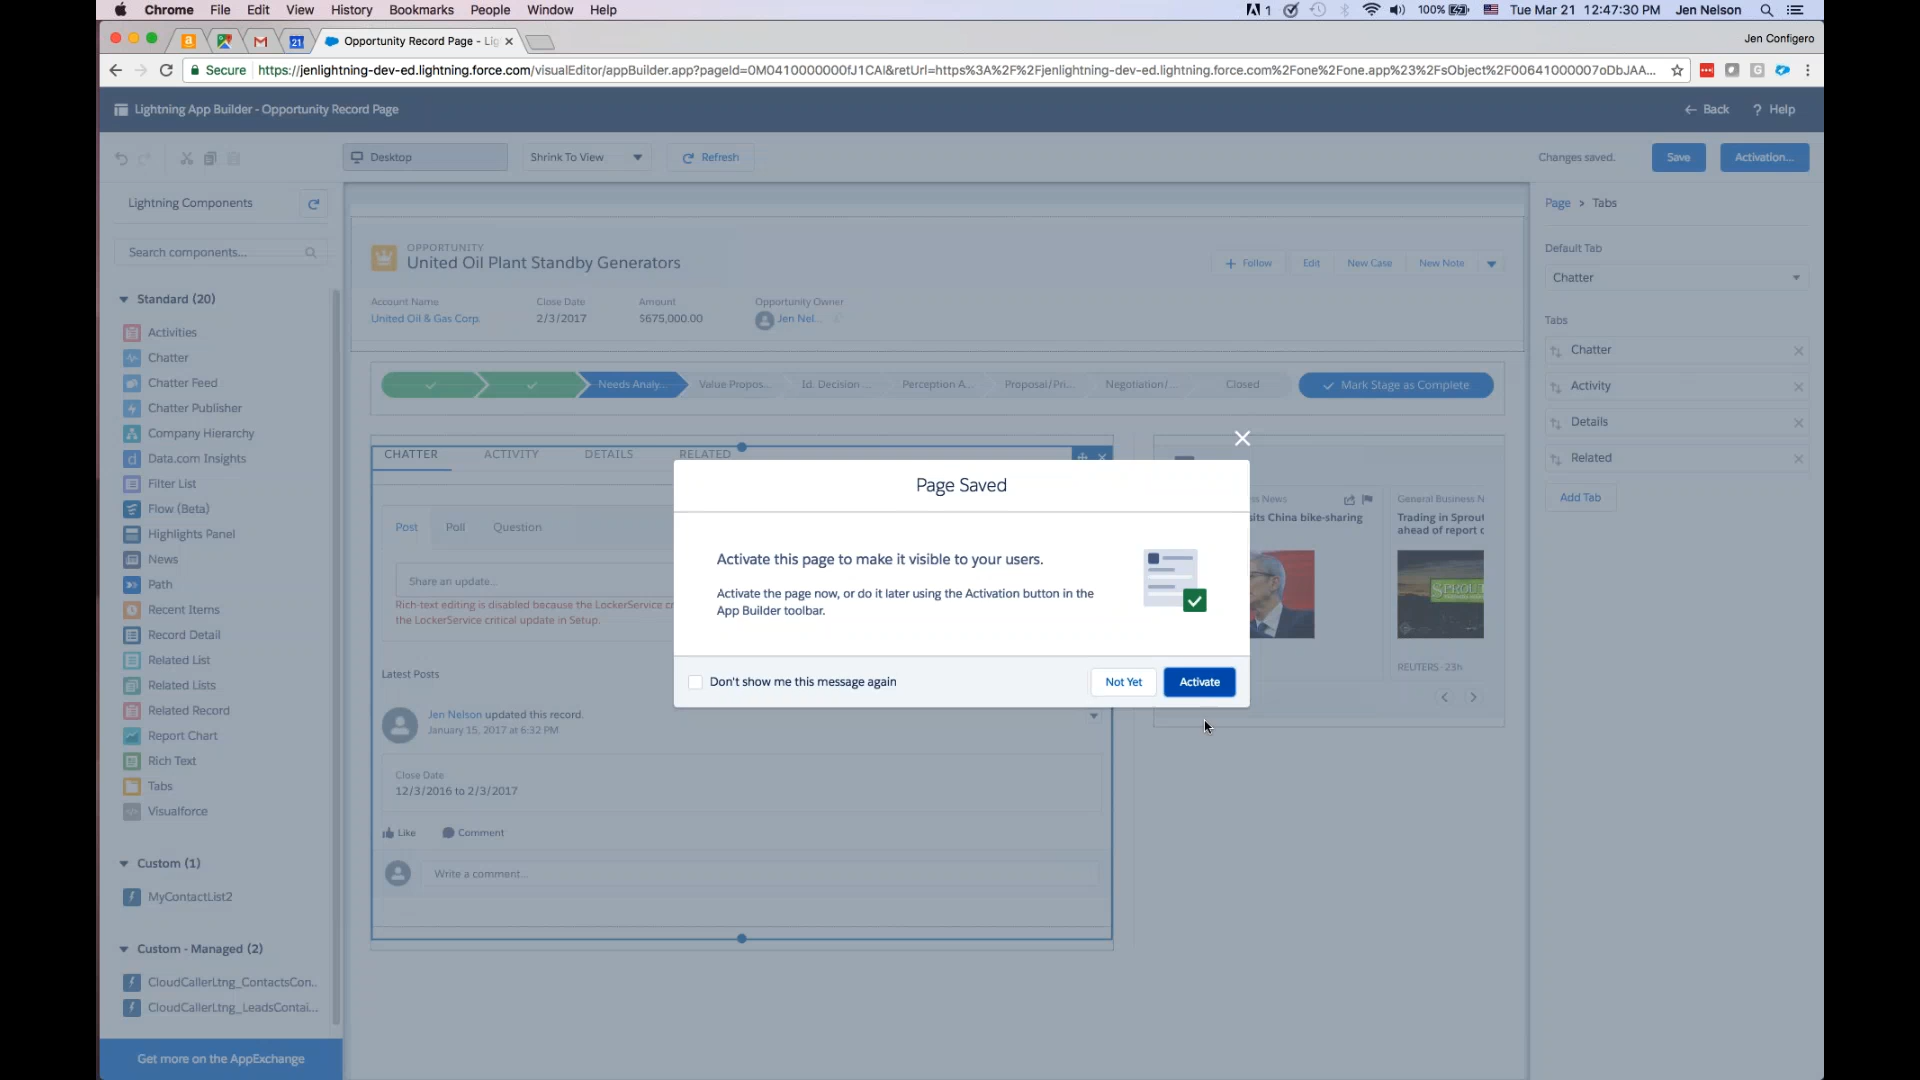 Chrome File Edit View History Bookmarks People Window Help
1 100% Tue Mar 21 12:47:30 PM Jen Nelson
21 Opportunity Record Page - Lig
Jen Configero
Secure https://jenlightning-dev-ed.lightning.force.com/visualEditor/appBuilder.app?pageId=0M0410000000fJ1CAI&retUrl=https%3A%2F%2Fjenlightning-dev-ed.lightning.force.com%2Fone%2Fone.app%23%2FsObject%2F00641000007oDbJAA...
Lightning App Builder - Opportunity Record Page
Back ? Help
Desktop Shrink To View Refresh
Changes saved. Save Activation...
Lightning Components
Search components...
Standard (20)
Activities
Chatter
Chatter Feed
Chatter Publisher
Company Hierarchy
Data.com Insights
Filter List
Flow (Beta)
Highlights Panel
News
Path
Recent Items
Record Detail
Related List
Related Lists
Related Record
Report Chart
Rich Text
Tabs
Visualforce
Custom (1)
MyContactList2
Custom - Managed (2)
CloudCallerLtng_ContactsCon...
CloudCallerLtng_LeadsContai...
Get more on the AppExchange
OPPORTUNITY
United Oil Plant Standby Generators
+ Follow Edit New Case New Note
Account Name Close Date Amount Opportunity Owner
United Oil & Gas Corp. 2/3/2017 $675,000.00 Jen Nel...
Needs Analy... Value Propos... Id. Decision ... Perception A... Proposal/Pri... Negotiation/... Closed Mark Stage as Complete
CHATTER ACTIVITY DETAILS RELATED
Post Poll Question
Share an update...
Rich-text editing is disabled because the LockerService cr
the LockerService critical update in Setup.
Latest Posts
Jen Nelson updated this record.
January 15, 2017 at 6:32 PM
Close Date
12/3/2016 to 2/3/2017
Like Comment
Write a comment...
Page Saved
Activate this page to make it visible to your users.
Activate the page now, or do it later using the Activation button in the
App Builder toolbar.
Don't show me this message again
Not Yet Activate
ss News
sits China bike-sharing
General Business N
Trading in Sprout
ahead of report c
SPROUT
REUTERS · 23h
Page > Tabs
Default Tab
Chatter
Tabs
Chatter
Activity
Details
Related
Add Tab